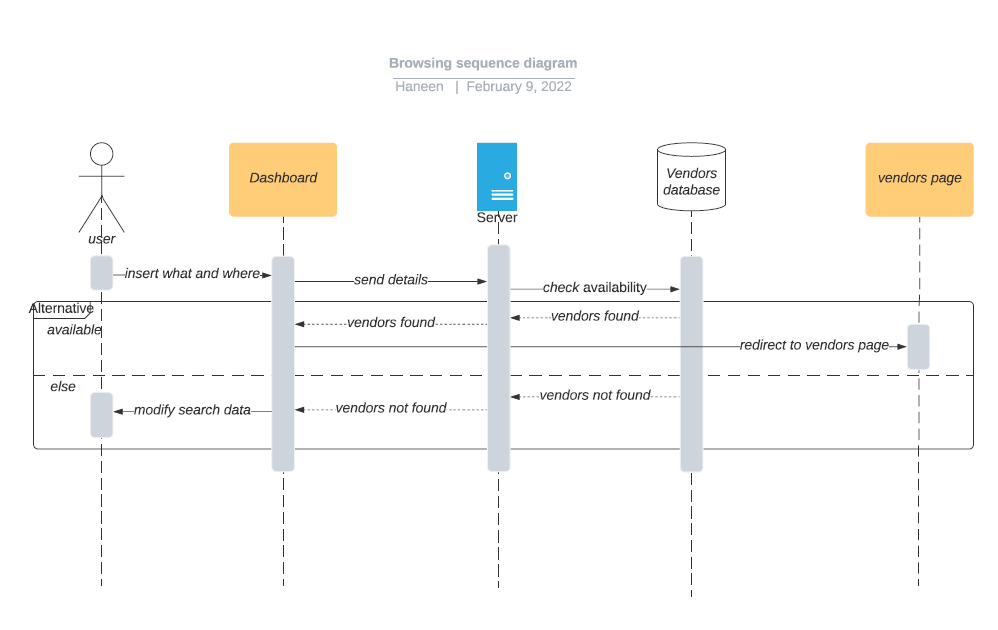 Browsing sequence diagram
Haneen | February 9, 2022
Dashboard
Vendors
database
vendors page
Server
user
insert what and where
send details
check availability
Alternative
available
vendors found
vendors found
redirect to vendors page
else
vendors not found
vendors not found
modify search data